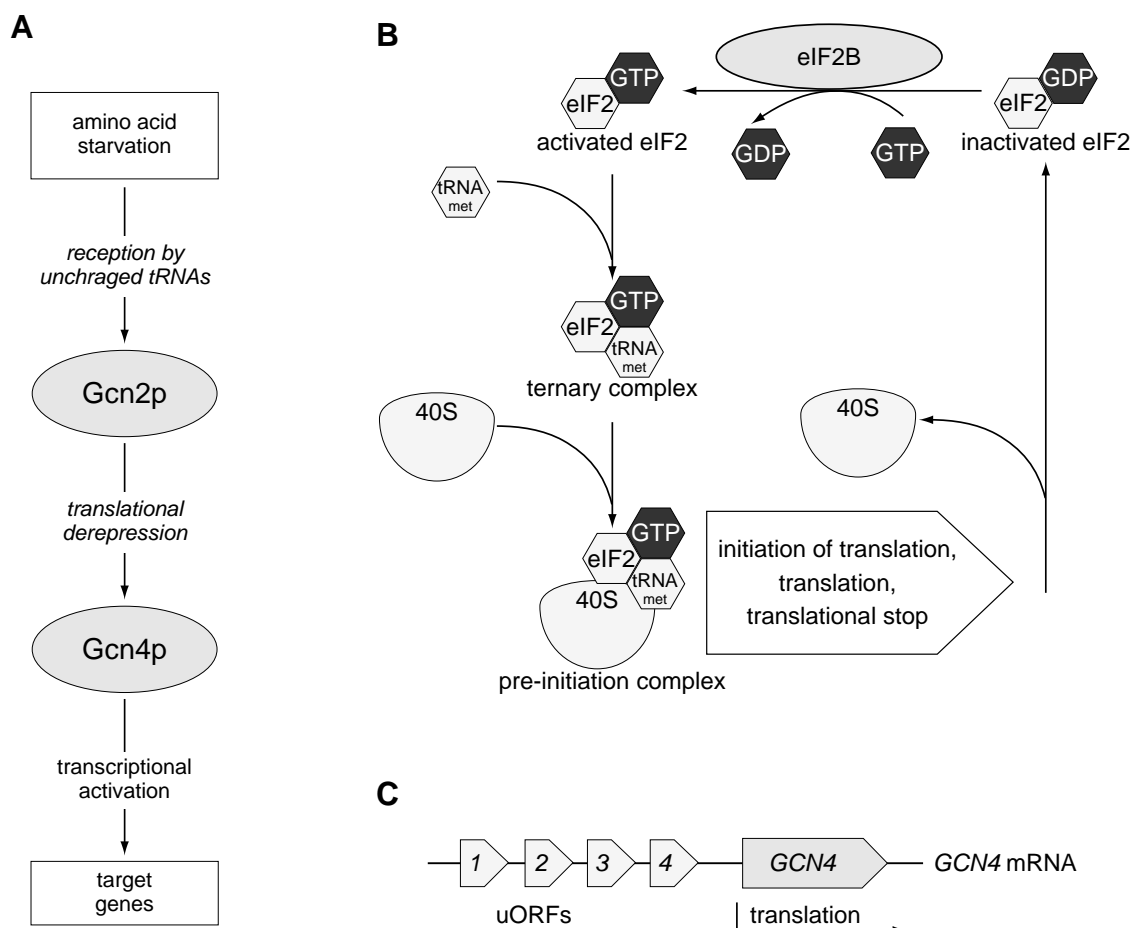 A
amino acid
starvation
reception by
unchraged tRNAs
Gcn2p
translational
derepression
Gcn4p
transcriptional
activation
target
genes
B
eIF2B
GTP
eIF2
activated eIF2
GDP
GTP
GDP
eIF2
inactivated eIF2
tRNA
met
GTP
eIF2
tRNA
met
ternary complex
40S
40S
GTP
eIF2
tRNA
met
40S
pre-initiation complex
initiation of translation,
translation,
translational stop
C
1 2 3 4 GCN4 GCN4 mRNA
uORFs translation